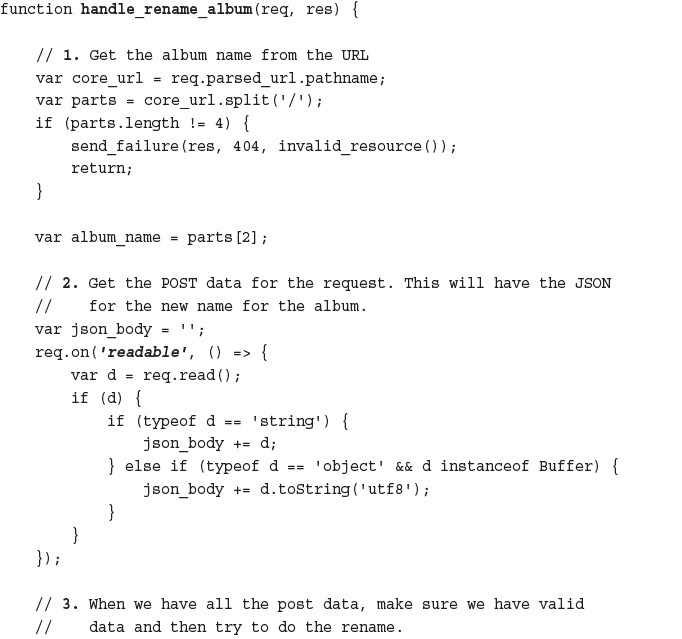 function handle_rename_album(req, res) {
// 1. Get the album name from the URL
var core_url = req.parsed_url.pathname;
var parts = core_url.split('/');
if (parts.length != 4) {
send_failure(res, 404, invalid_resource());
return;
}
var album_name = parts[2];
// 2. Get the POST data for the request. This will have the JSON
//    for the new name for the album.
var json_body = '';
req.on('readable', () => {
var d = req.read();
if (d) {
if (typeof d == 'string') {
json_body += d;
} else if (typeof d == 'object' && d instanceof Buffer) {
json_body += d.toString('utf8');
}
}
});
// 3. When we have all the post data, make sure we have valid
//    data and then try to do the rename.